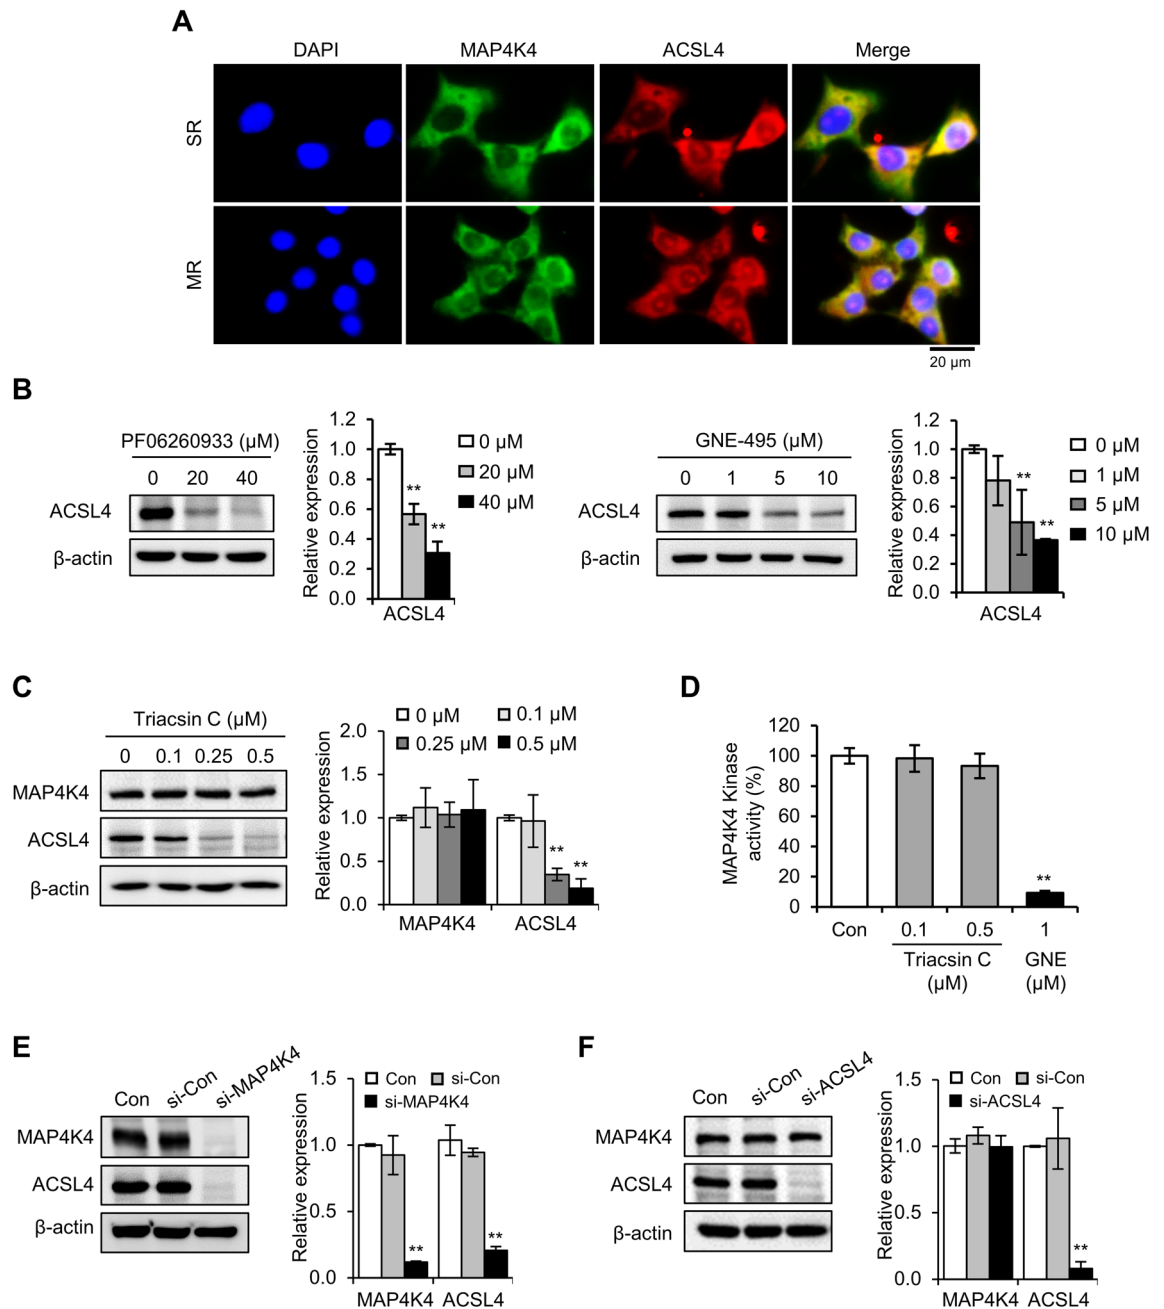 A
DAPI MAP4K4 ACSL4 Merge
SR
MR
20 µm
B
PF06260933 (µM)
0 20 40
ACSL4
β-actin
Relative expression
1.2
1.0
0.8
0.6
0.4
0.2
0.0
** **
ACSL4
0 µM
20 µM
40 µM
GNE-495 (µM)
0 1 5 10
ACSL4
β-actin
Relative expression
1.2
1.0
0.8
0.6
0.4
0.2
0.0
** **
ACSL4
0 µM
1 µM
5 µM
10 µM
C
Triacsin C (µM)
0 0.1 0.25 0.5
MAP4K4
ACSL4
β-actin
Relative expression
0 µM 0.1 µM
0.25 µM 0.5 µM
2.0
1.5
1.0
0.5
0.0
** **
MAP4K4 ACSL4
D
MAP4K4 Kinase
activity (%)
120
100
80
60
40
20
0
**
Con 0.1 0.5 1
Triacsin C GNE
(µM) (µM)
E
Con si-Con si-MAP4K4
MAP4K4
ACSL4
β-actin
Relative expression
Con si-Con
si-MAP4K4
1.5
1.0
0.5
0.0
** **
MAP4K4 ACSL4
F
Con si-Con si-ACSL4
MAP4K4
ACSL4
β-actin
Relative expression
Con si-Con
si-ACSL4
1.5
1.0
0.5
0.0
**
MAP4K4 ACSL4